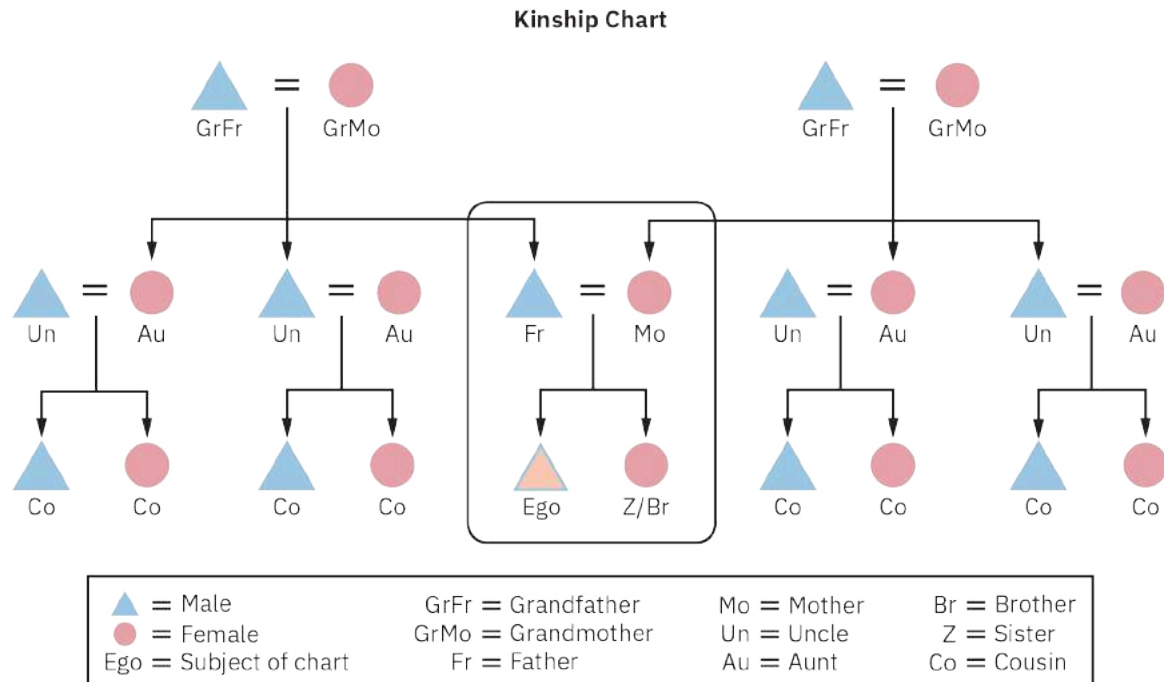 Kinship Chart
= =
GrFr GrMo GrFr GrMo
= = = = =
Un Au Un Au Fr Mo Un Au Un Au
Co Co Co Co Ego Z/Br Co Co Co Co
= Male GrFr = Grandfather Mo = Mother Br = Brother
= Female GrMo = Grandmother Un = Uncle Z = Sister
Ego = Subject of chart Fr = Father Au = Aunt Co = Cousin